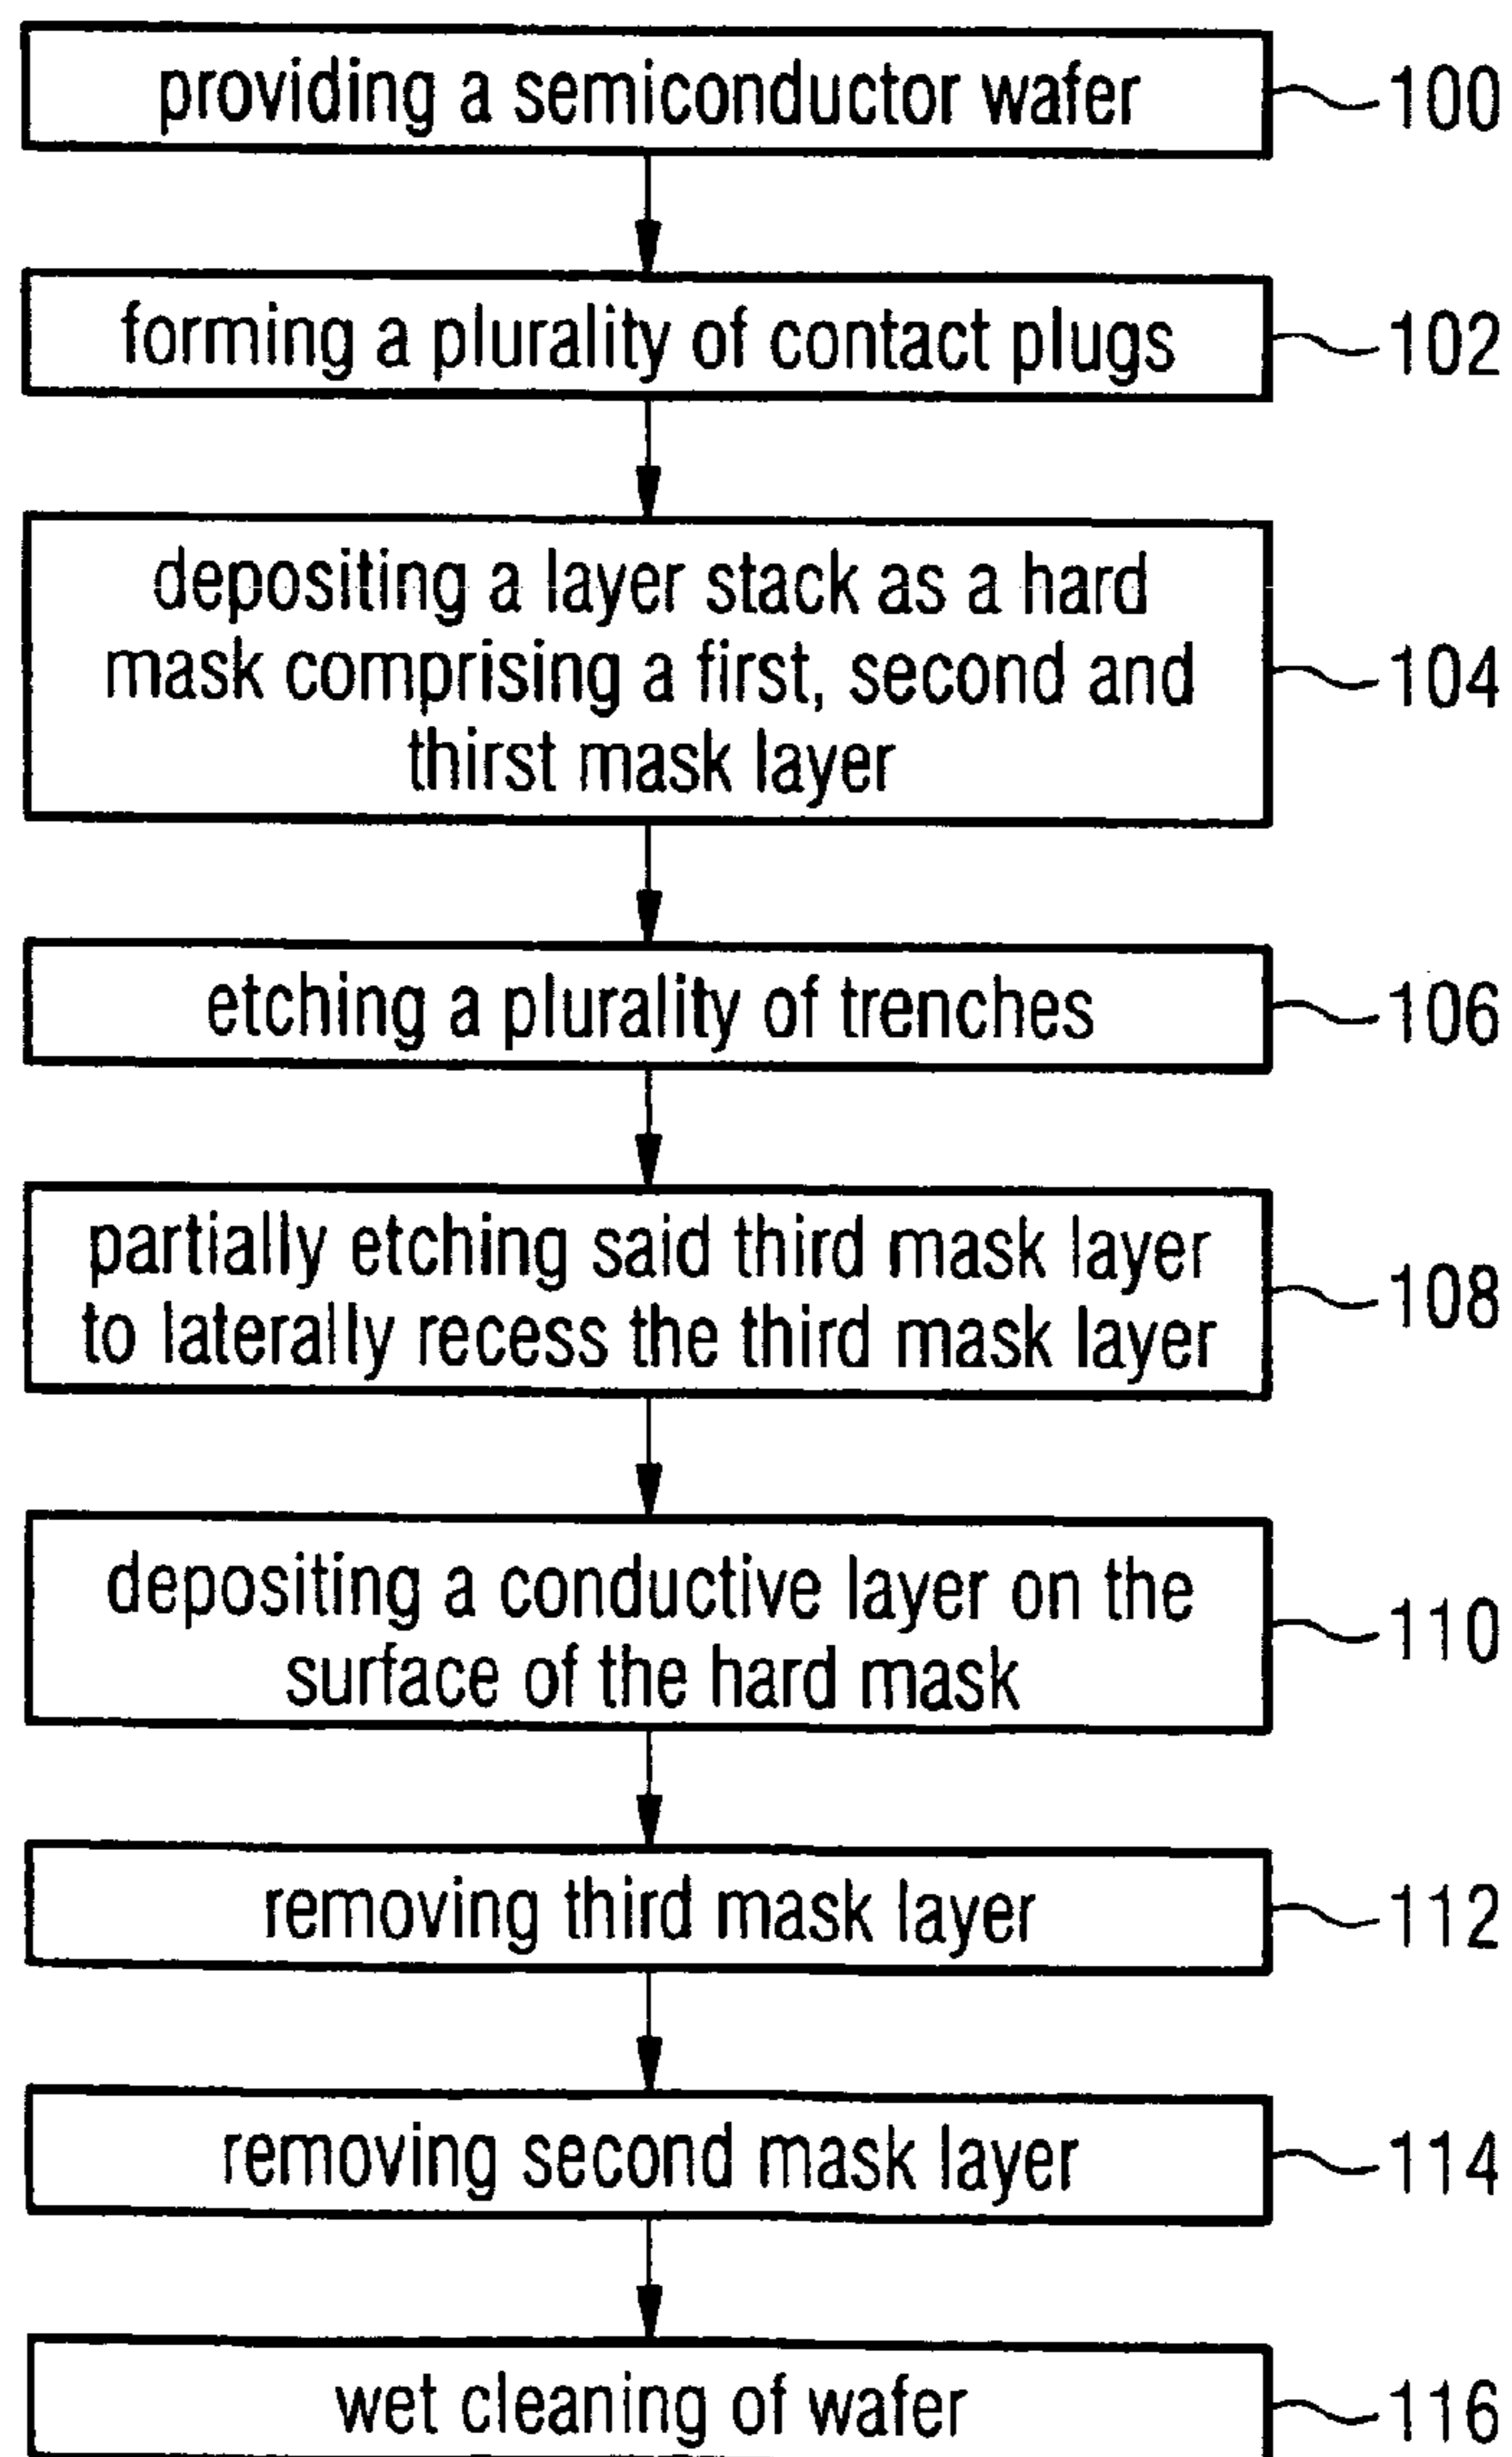 providing a semiconductor wafer
100
forming a plurality of contact plugs
102
depositing a layer stack as a hard
mask comprising a first, second and
thirst mask layer
104
etching a plurality of trenches
106
partially etching said third mask layer
to laterally recess the third mask layer
108
depositing a conductive layer on the
surface of the hard mask
110
removing third mask layer
112
removing second mask layer
114
wet cleaning of wafer
116